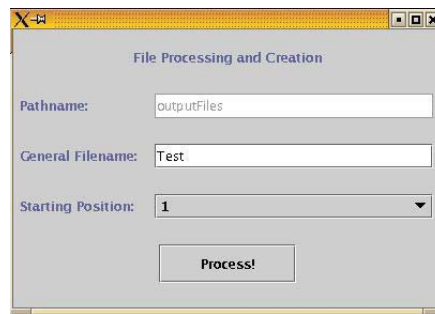 File Processing and Creation
Pathname: outputFiles
General Filename: Test
Starting Position: 1
Process!